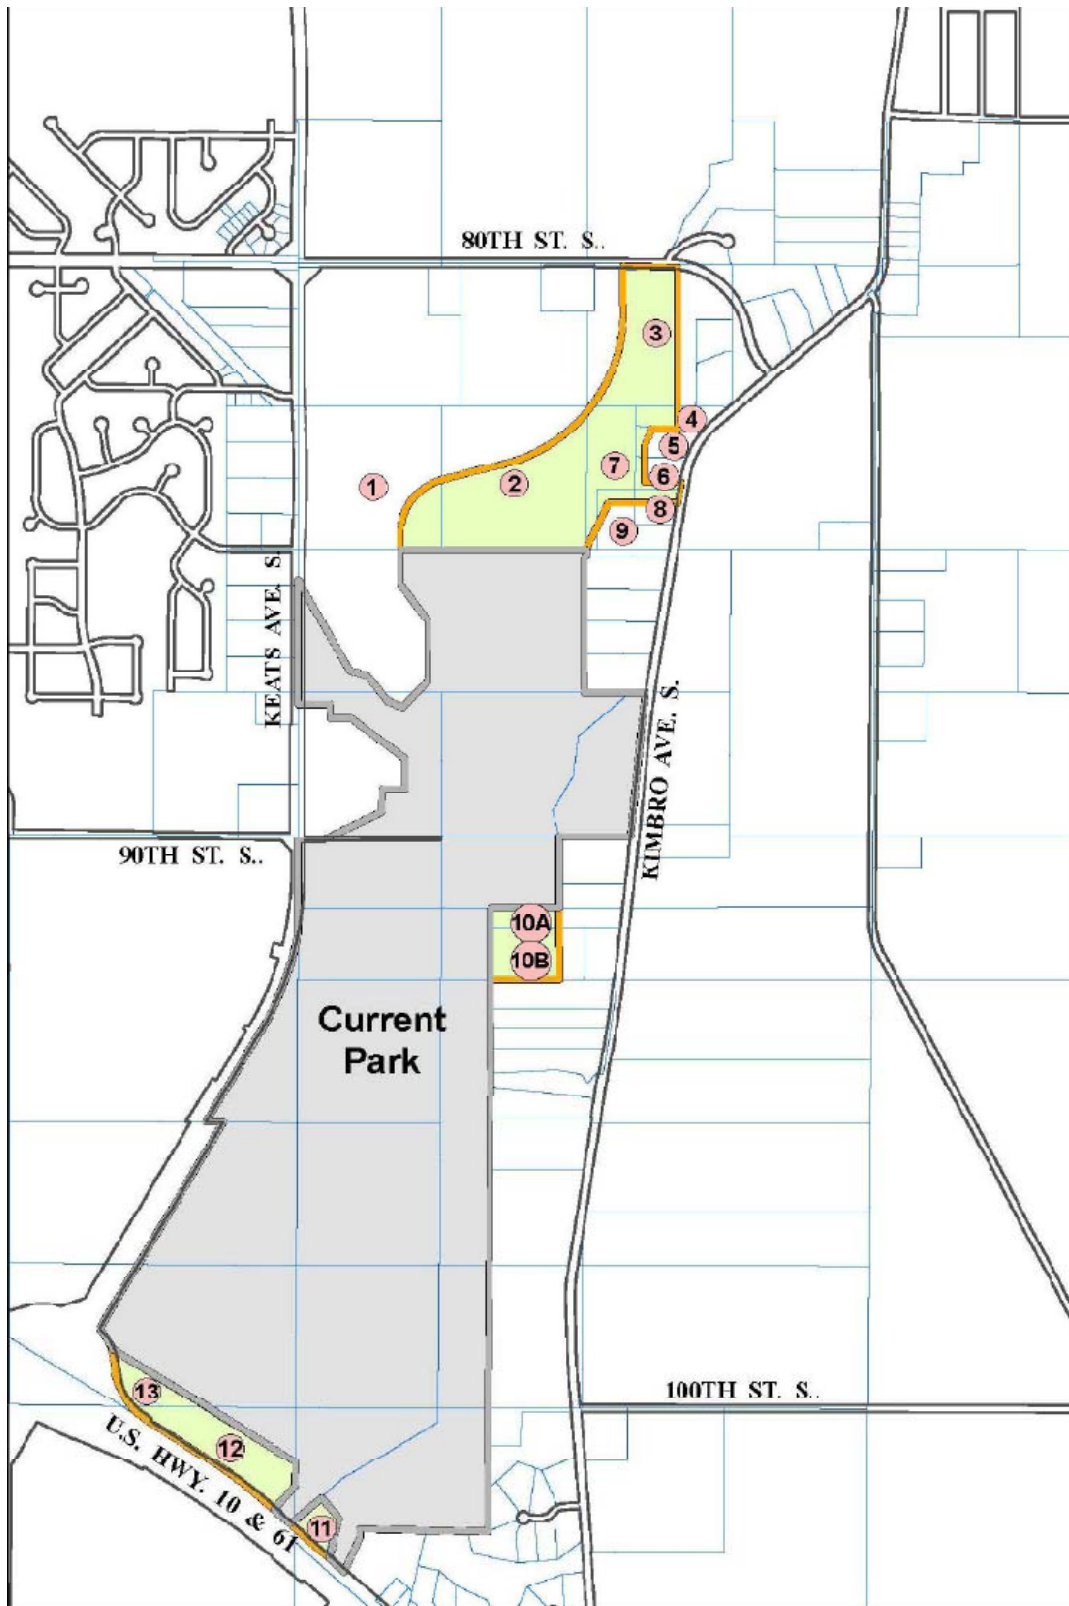 80TH ST. S..
3
4
5
7
6
1
2
8
9
KEATS AVE. S.
KIMBRO AVE. S.
90TH ST. S..
10A
10B
Current
Park
13
100TH ST. S..
12
U.S. HWY. 10 & 61
11